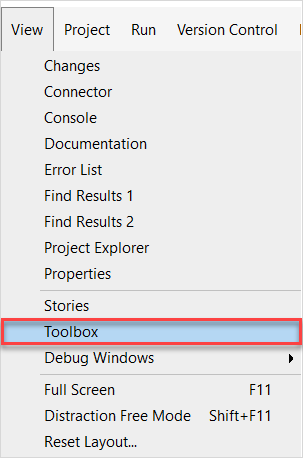 View Project Run Version Control
Changes
Connector
Console
Documentation
Error List
Find Results 1
Find Results 2
Project Explorer
Properties
Stories
Toolbox
Debug Windows
Full Screen F11
Distraction Free Mode Shift+F11
Reset Layout...